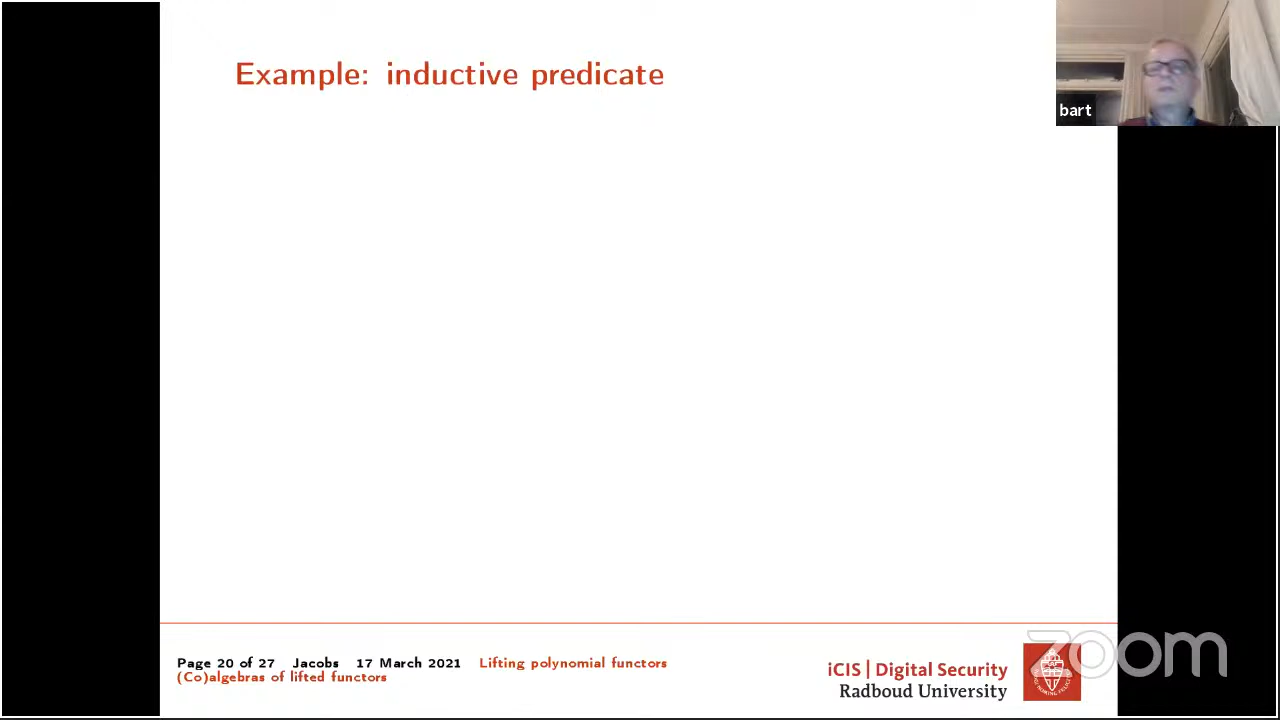 Example: inductive predicate
bart
Page 20 of 27 Jacobs 17 March 2021 Lifting polynomial functors
(Co)algebras of lifted functors
iCIS | Digital Security
Radboud University
zoom